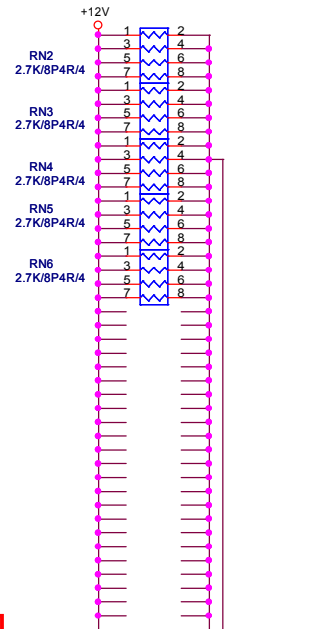 +12V
1 2
3 4
RN2
5 6
2.7K/8P4R/4
7 8
1 2
3 4
RN3
5 6
2.7K/8P4R/4
7 8
1 2
3 4
RN4
5 6
2.7K/8P4R/4
7 8
1 2
RN5
3 4
2.7K/8P4R/4
5 6
7 8
1 2
RN6
3 4
2.7K/8P4R/4
5 6
7 8